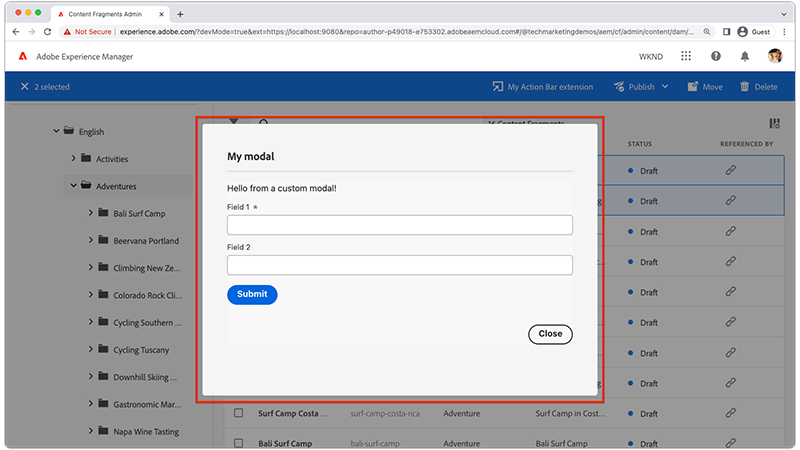 Content Fragments Admin
Not Secure | experience.adobe.com/?devMode=true&ext=https://localhost:9080&repo=author-p49018-e753302.adobeaemcloud.com#/@techmarketingdemos/aem/cf/admin/content/dam/...
Guest
Adobe Experience Manager
WKND
2 selected
My Action Bar extension
Publish
Move
Delete
English
Activities
Adventures
Bali Surf Camp
Beervana Portland
Climbing New Ze...
Colorado Rock Cli...
Cycling Southern ...
Cycling Tuscany
Downhill Skiing ...
Gastronomic Mar...
Napa Wine Tasting
16 Content Fragments
STATUS
REFERENCED BY
My modal
Hello from a custom modal!
Field 1 *
Field 2
Submit
Close
Draft
Draft
Draft
Draft
Draft
Draft
Draft
Draft
Surf Camp Costa ... surf-camp-costa-rica Adventure Surf Camp in Cost... Draft
Bali Surf Camp bali-surf-camp Adventure Bali Surf Camp Draft